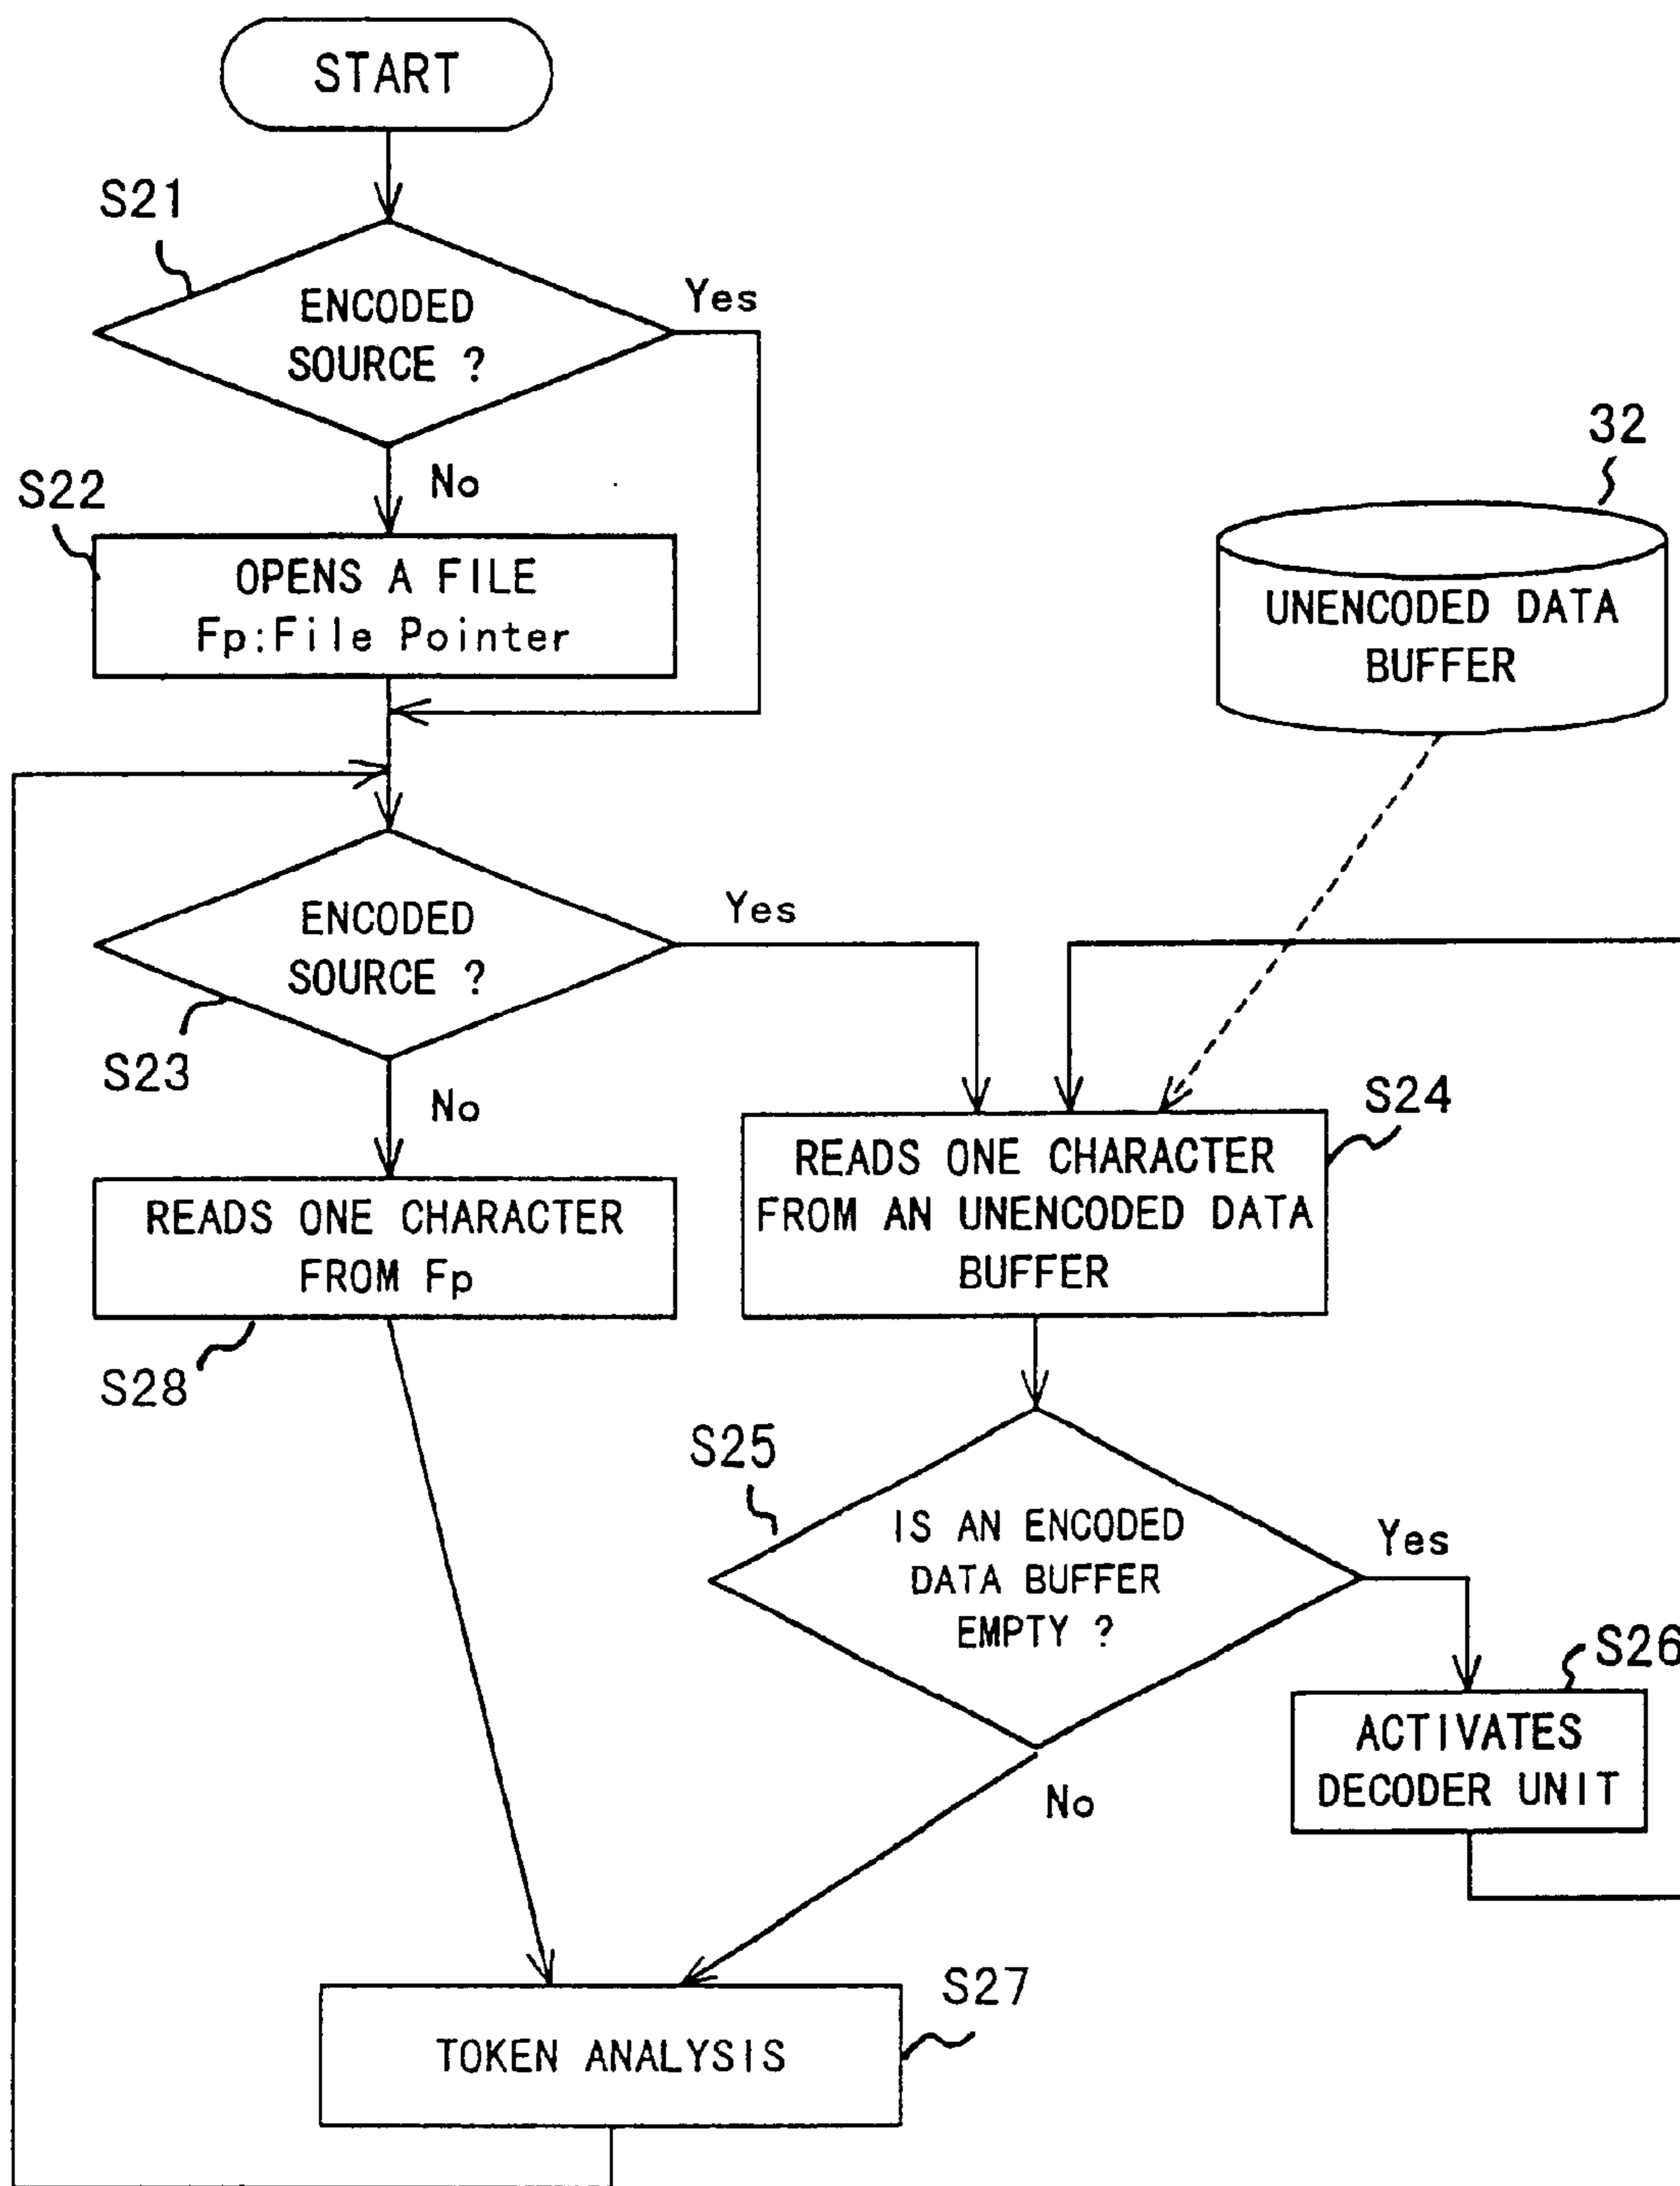 START
S21
ENCODED
SOURCE ?
Yes
No
S22
OPENS A FILE
Fp:File Pointer
32
UNENCODED DATA
BUFFER
ENCODED
SOURCE ?
Yes
S23
No
S24
READS ONE CHARACTER
FROM AN UNENCODED DATA
BUFFER
READS ONE CHARACTER
FROM Fp
S28
S25
IS AN ENCODED
DATA BUFFER
EMPTY ?
Yes
S26
ACTIVATES
DECODER UNIT
No
S27
TOKEN ANALYSIS